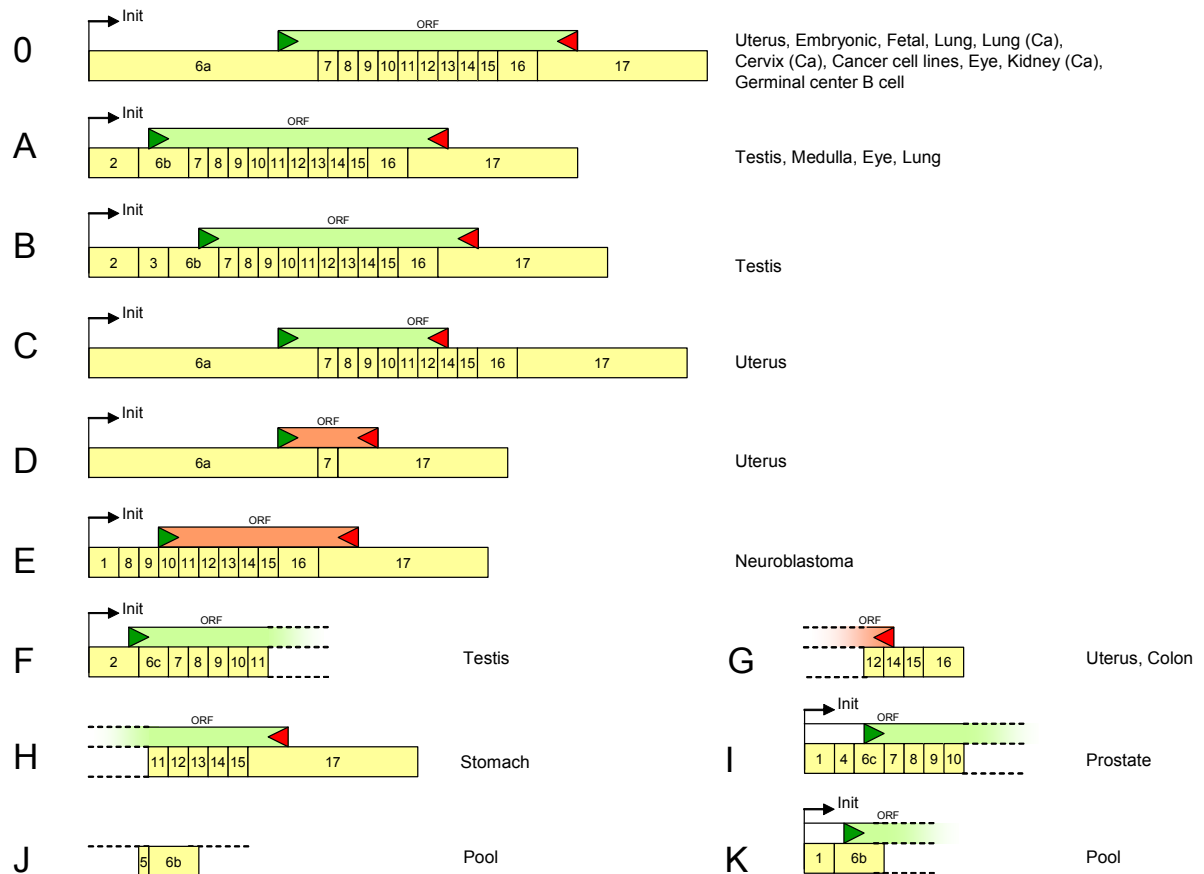 Init
ORF
0
6a 7 8 9 10 11 12 13 14 15 16 17
Uterus, Embryonic, Fetal, Lung, Lung (Ca),
Cervix (Ca), Cancer cell lines, Eye, Kidney (Ca),
Germinal center B cell
Init
ORF
A
2 6b 7 8 9 10 11 12 13 14 15 16 17
Testis, Medulla, Eye, Lung
Init
ORF
B
2 3 6b 7 8 9 10 11 12 13 14 15 16 17
Testis
Init
ORF
C
6a 7 8 9 10 11 12 14 15 16 17
Uterus
Init
ORF
D
6a 7 17
Uterus
Init
ORF
E
1 8 9 10 11 12 13 14 15 16 17
Neuroblastoma
Init
ORF
F
2 6c 7 8 9 10 11
Testis
ORF
G
12 14 15 16
Uterus, Colon
ORF
H
11 12 13 14 15 17
Stomach
Init
ORF
I
1 4 6c 7 8 9 10
Prostate
J
5 6b
Pool
Init
ORF
K
1 6b
Pool